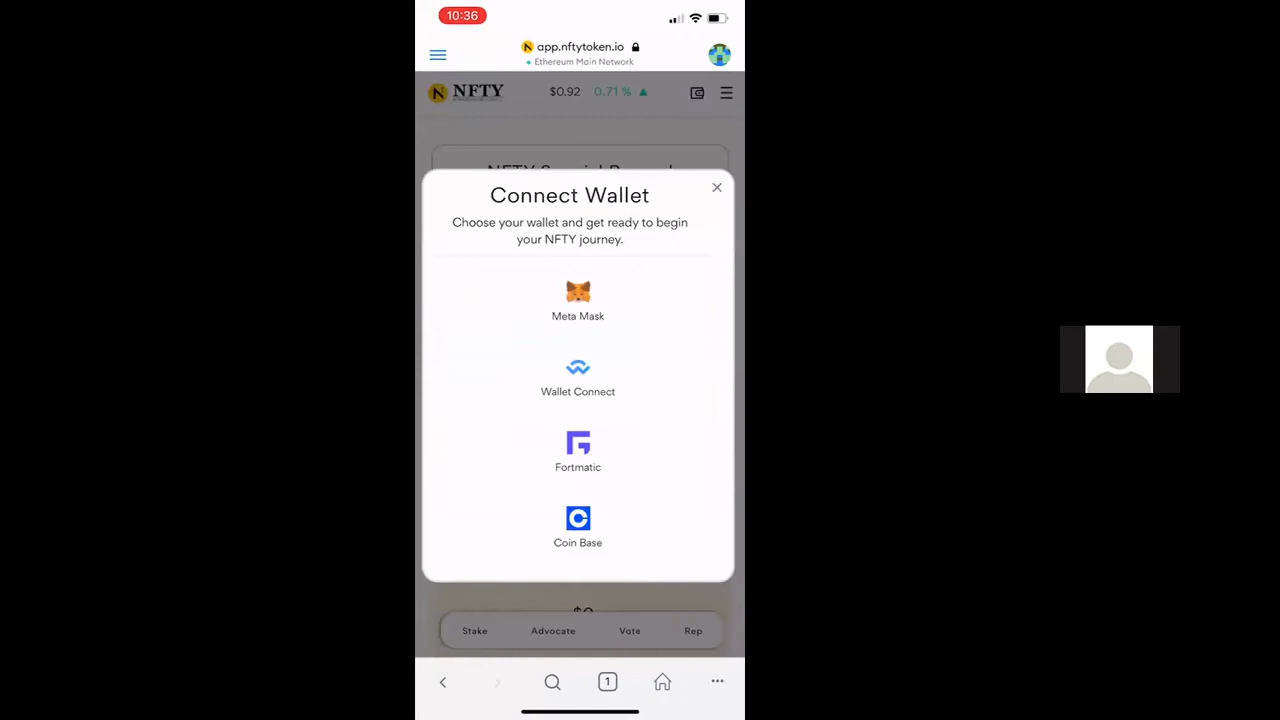 10:36
app.nftytoken.io
Ethereum Main Network
NFTY
$0.92 0.71 %
Connect Wallet
Choose your wallet and get ready to begin
your NFTY journey.
Meta Mask
Wallet Connect
Fortmatic
Coin Base
$0
Stake Advocate Vote Rep
1